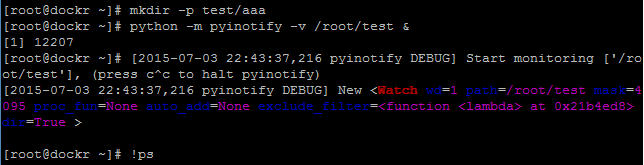 [root@dockr ~]# mkdir -p test/aaa
[root@dockr ~]# python -m pyinotify -v /root/test &
[1] 12207
[root@dockr ~]# [2015-07-03 22:43:37,216 pyinotify DEBUG] Start monitoring ['/ro
ot/test'], (press c^c to halt pyinotify)
[2015-07-03 22:43:37,216 pyinotify DEBUG] New <Watch wd=1 path=/root/test mask=4
095 proc_fun=None auto_add=None exclude_filter=<function <lambda> at 0x21b4ed8>
dir=True >
[root@dockr ~]# !ps